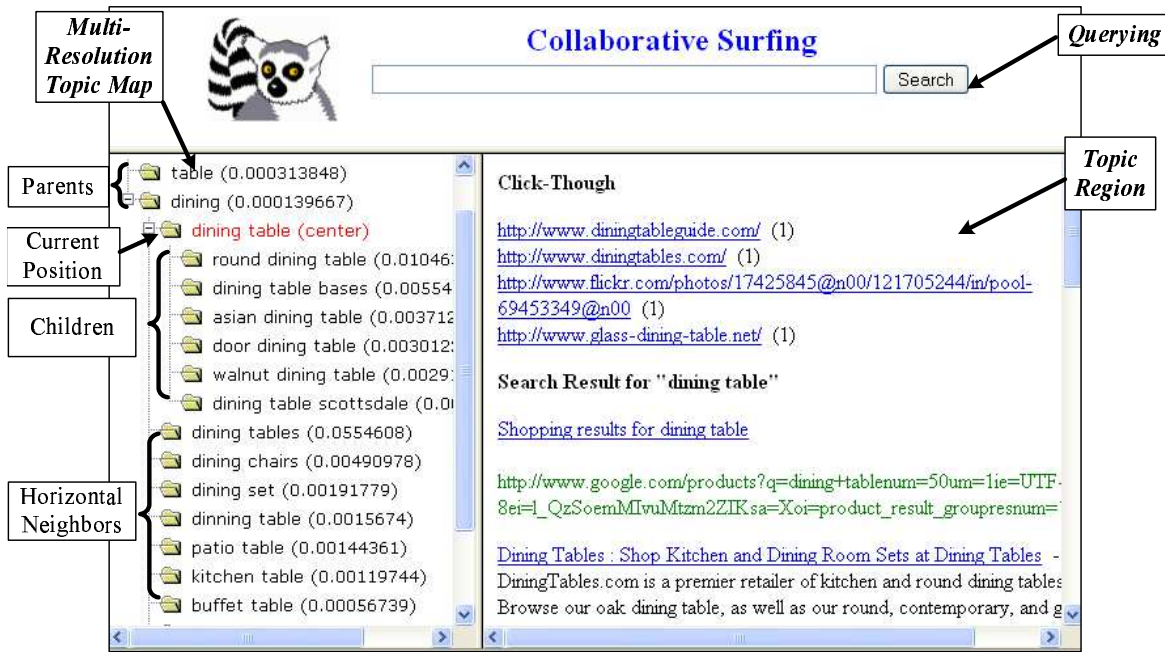 Multi-
Resolution
Topic Map
Collaborative Surfing
Search
Querying
Parents
table (0.000313848)
dining (0.000139667)
Current
Position
dining table (center)
Children
round dining table (0.01046
dining table bases (0.00554
asian dining table (0.003712
door dining table (0.003012
walnut dining table (0.00291
dining table scottsdale (0.0
Horizontal
Neighbors
dining tables (0.0554608)
dining chairs (0.00490978)
dining set (0.00191779)
dinning table (0.0015674)
patio table (0.00144361)
kitchen table (0.00119744)
buffet table (0.00056739)
Topic
Region
Click-Though
http://www.diningtableguide.com/ (1)
http://www.diningtables.com/ (1)
http://www.flickr.com/photos/17425845@n00/121705244/in/pool-
69453349@n00 (1)
http://www.glass-dining-table.net/ (1)
Search Result for "dining table"
Shopping results for dining table
http://www.google.com/products?q=dining+tablenum=50um=1ie=UTF-
8ei=l_QzSoemMIvuMtzm2ZIKsa=Xoi=product_result_groupresnum=
Dining Tables : Shop Kitchen and Dining Room Sets at Dining Tables -
DiningTables.com is a premier retailer of kitchen and round dining tables
Browse our oak dining table, as well as our round, contemporary, and g